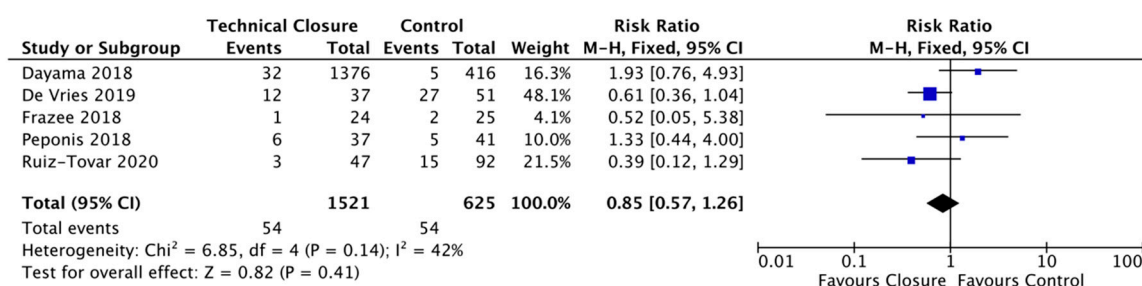 Technical Closure Control Risk Ratio Risk Ratio
Study or Subgroup Events Total Events Total Weight M-H, Fixed, 95% CI M-H, Fixed, 95% CI
Dayama 2018 32 1376 5 416 16.3% 1.93 [0.76, 4.93]
De Vries 2019 12 37 27 51 48.1% 0.61 [0.36, 1.04]
Frazee 2018 1 24 2 25 4.1% 0.52 [0.05, 5.38]
Peponis 2018 6 37 5 41 10.0% 1.33 [0.44, 4.00]
Ruiz-Tovar 2020 3 47 15 92 21.5% 0.39 [0.12, 1.29]
Total (95% CI) 1521 625 100.0% 0.85 [0.57, 1.26]
Total events 54 54
Heterogeneity: Chi² = 6.85, df = 4 (P = 0.14); I² = 42%
Test for overall effect: Z = 0.82 (P = 0.41)
0.01 0.1 1 10 100
Favours Closure Favours Control